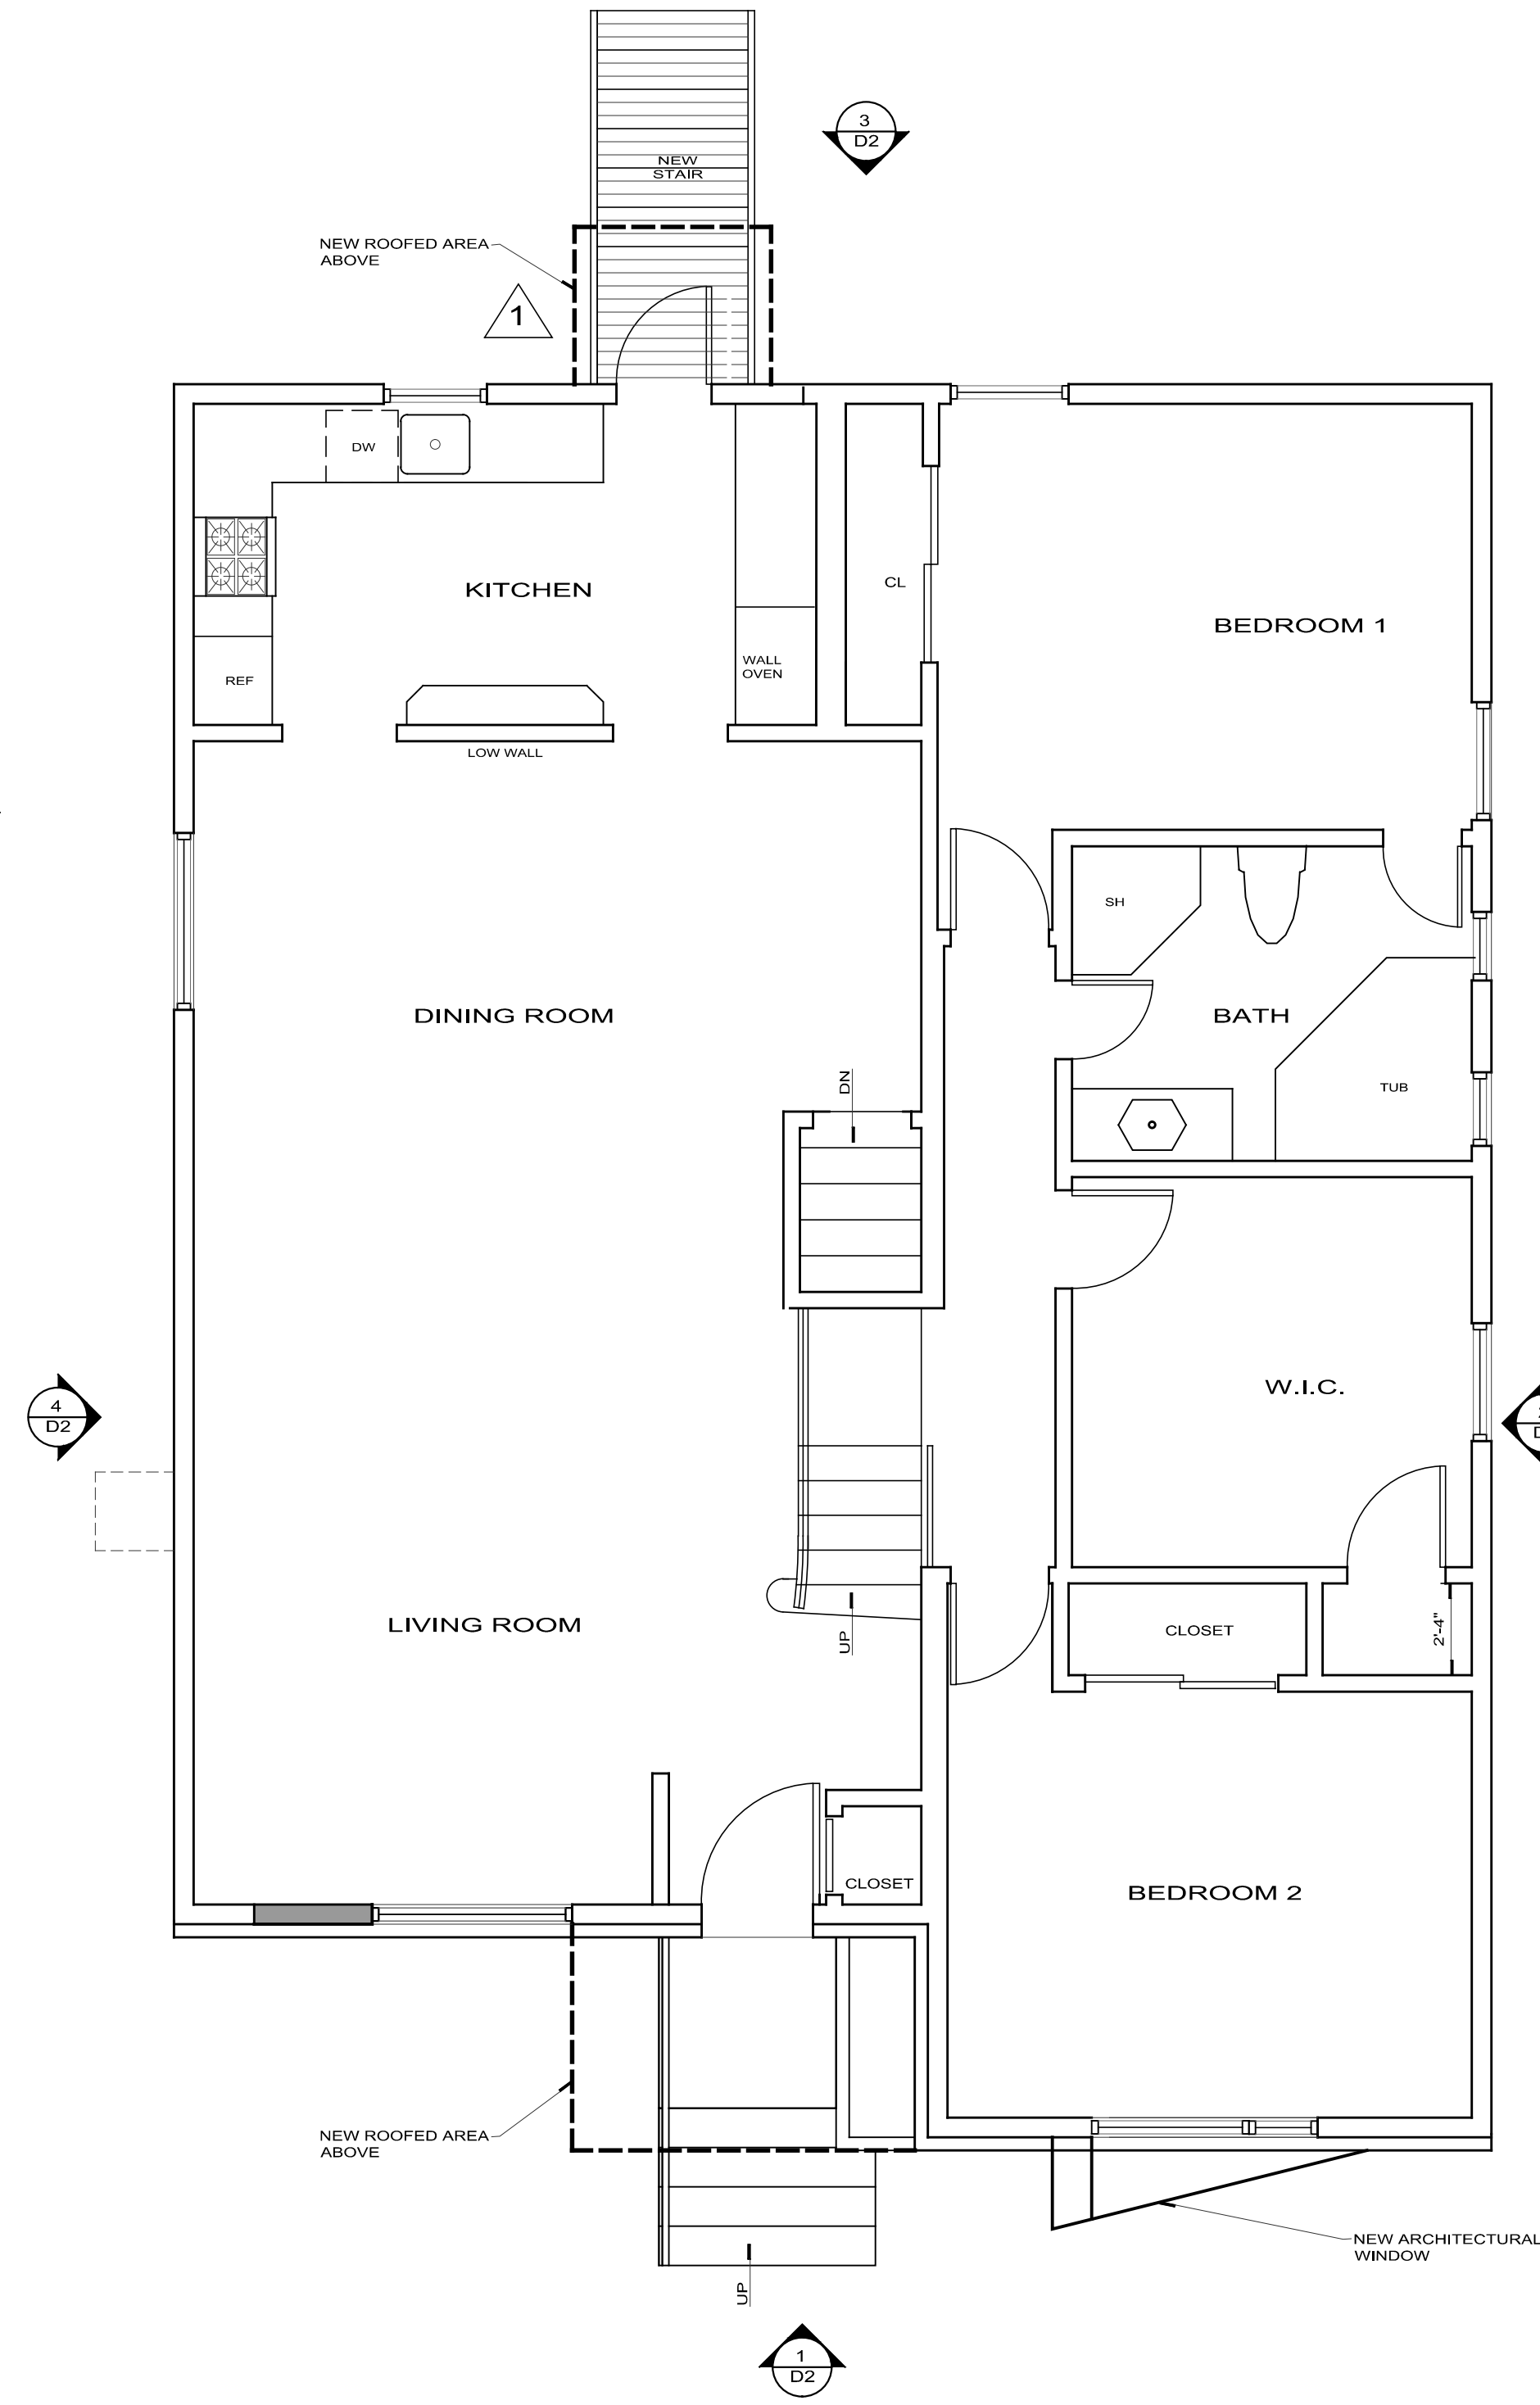 3
D2
NEW
STAIR
NEW ROOFED AREA
ABOVE
1
DW
KITCHEN
CL
BEDROOM 1
WALL
OVEN
REF
LOW WALL
SH
DINING ROOM
BATH
DN
TUB
4
D2
W.I.C.
D
LIVING ROOM
UP
CLOSET
2'-4"
CLOSET
BEDROOM 2
NEW ROOFED AREA
ABOVE
NEW ARCHITECTURAL
WINDOW
UP
1
D2